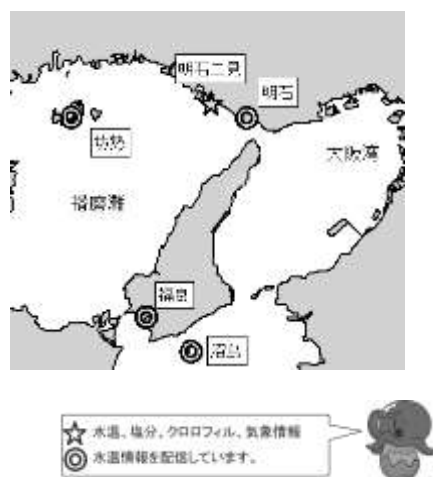 明石二見
明石
坊勢
大阪湾
播磨灘
福良
沼島
水温、塩分、クロロフィル、気象情報
水温情報を配信しています。